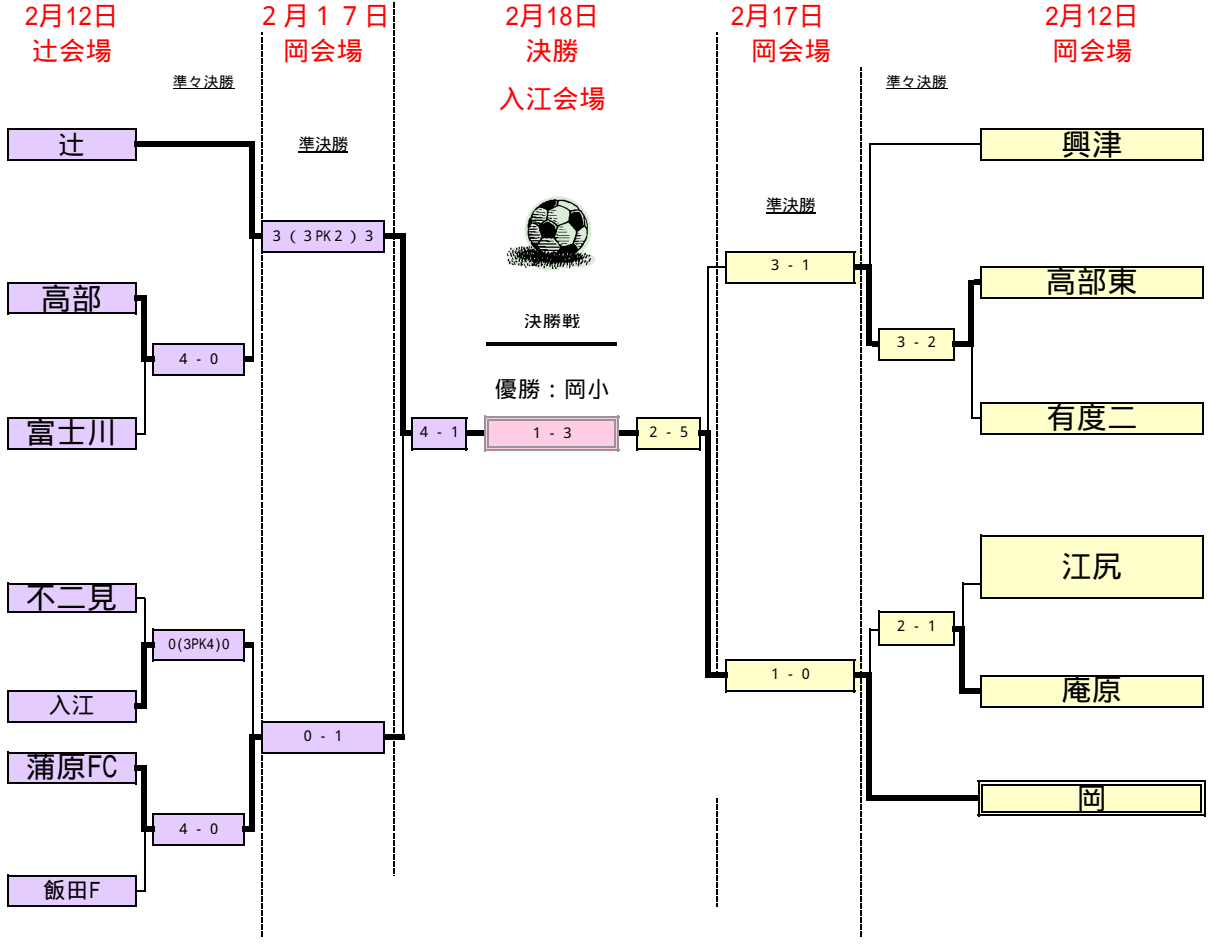 2月12日
辻会場
2月17日
岡会場
2月18日
決勝
入江会場
2月17日
岡会場
2月12日
岡会場
準々決勝
準々決勝
準決勝
準決勝
辻
興津
3(3PK2)3
3 - 1
高部
高部東
決勝戦
4 - 0
3 - 2
優勝：岡小
富士川
有度二
4 - 1
1 - 3
2 - 5
不二見
江尻
0(3PK4)0
2 - 1
入江
庵原
1 - 0
0 - 1
蒲原FC
岡
4 - 0
飯田F